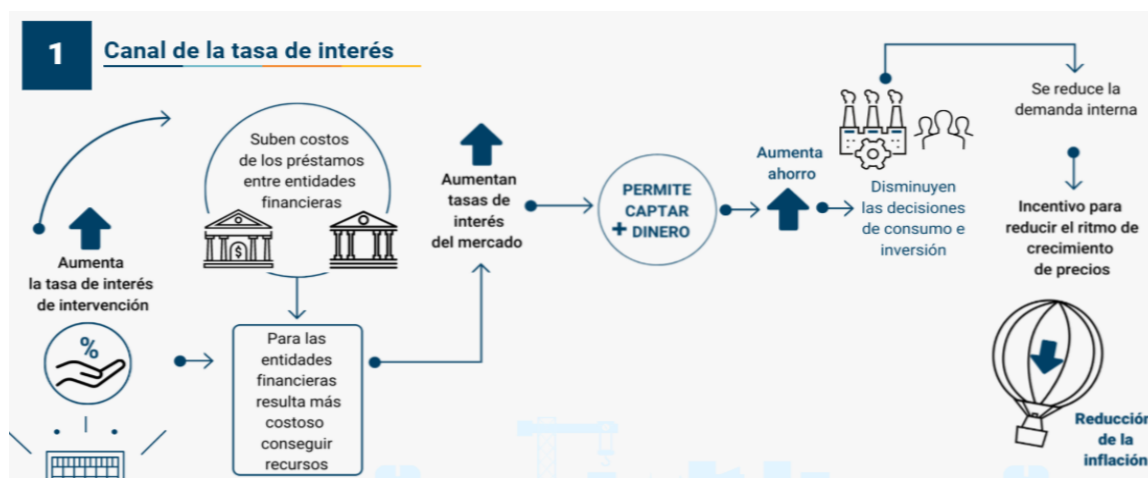 1
Canal de la tasa de interés
Suben costos
de los préstamos
entre entidades
financieras
$
Aumenta
la tasa de interés
de intervención
%
Para las
entidades
financieras
resulta más
costoso
conseguir
recursos
Aumentan
tasas de
interés
del mercado
PERMITE
CAPTAR
+ DINERO
Aumenta
ahorro
Disminuyen
las decisiones
de consumo e
inversión
Se reduce la
demanda interna
Incentivo para
reducir el ritmo de
crecimiento
de precios
Reducción
de la
inflación